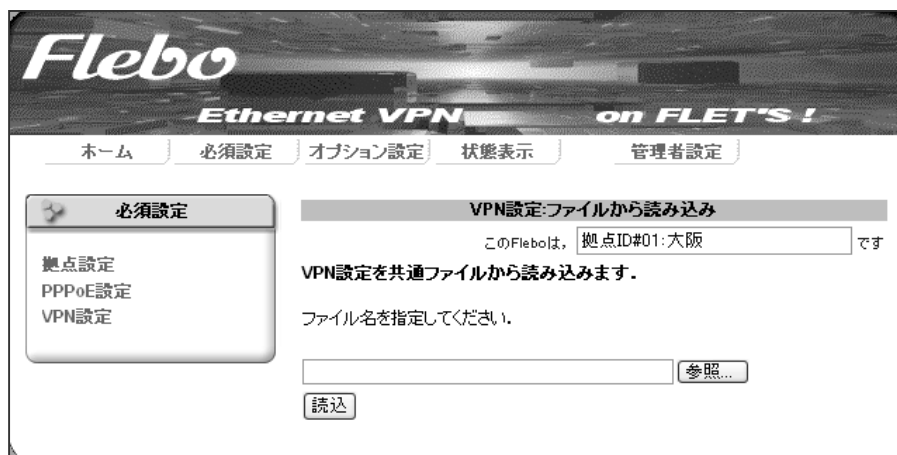 Flebo
Ethernet VPN on FLET'S !
ホーム 必須設定 オプション設定 状態表示 管理者設定
必須設定
拠点設定
PPPoE設定
VPN設定
VPN設定:ファイルから読み込み
このFleboは, 拠点ID#01:大阪 です
VPN設定を共通ファイルから読み込みます.
ファイル名を指定してください.
参照...
読込